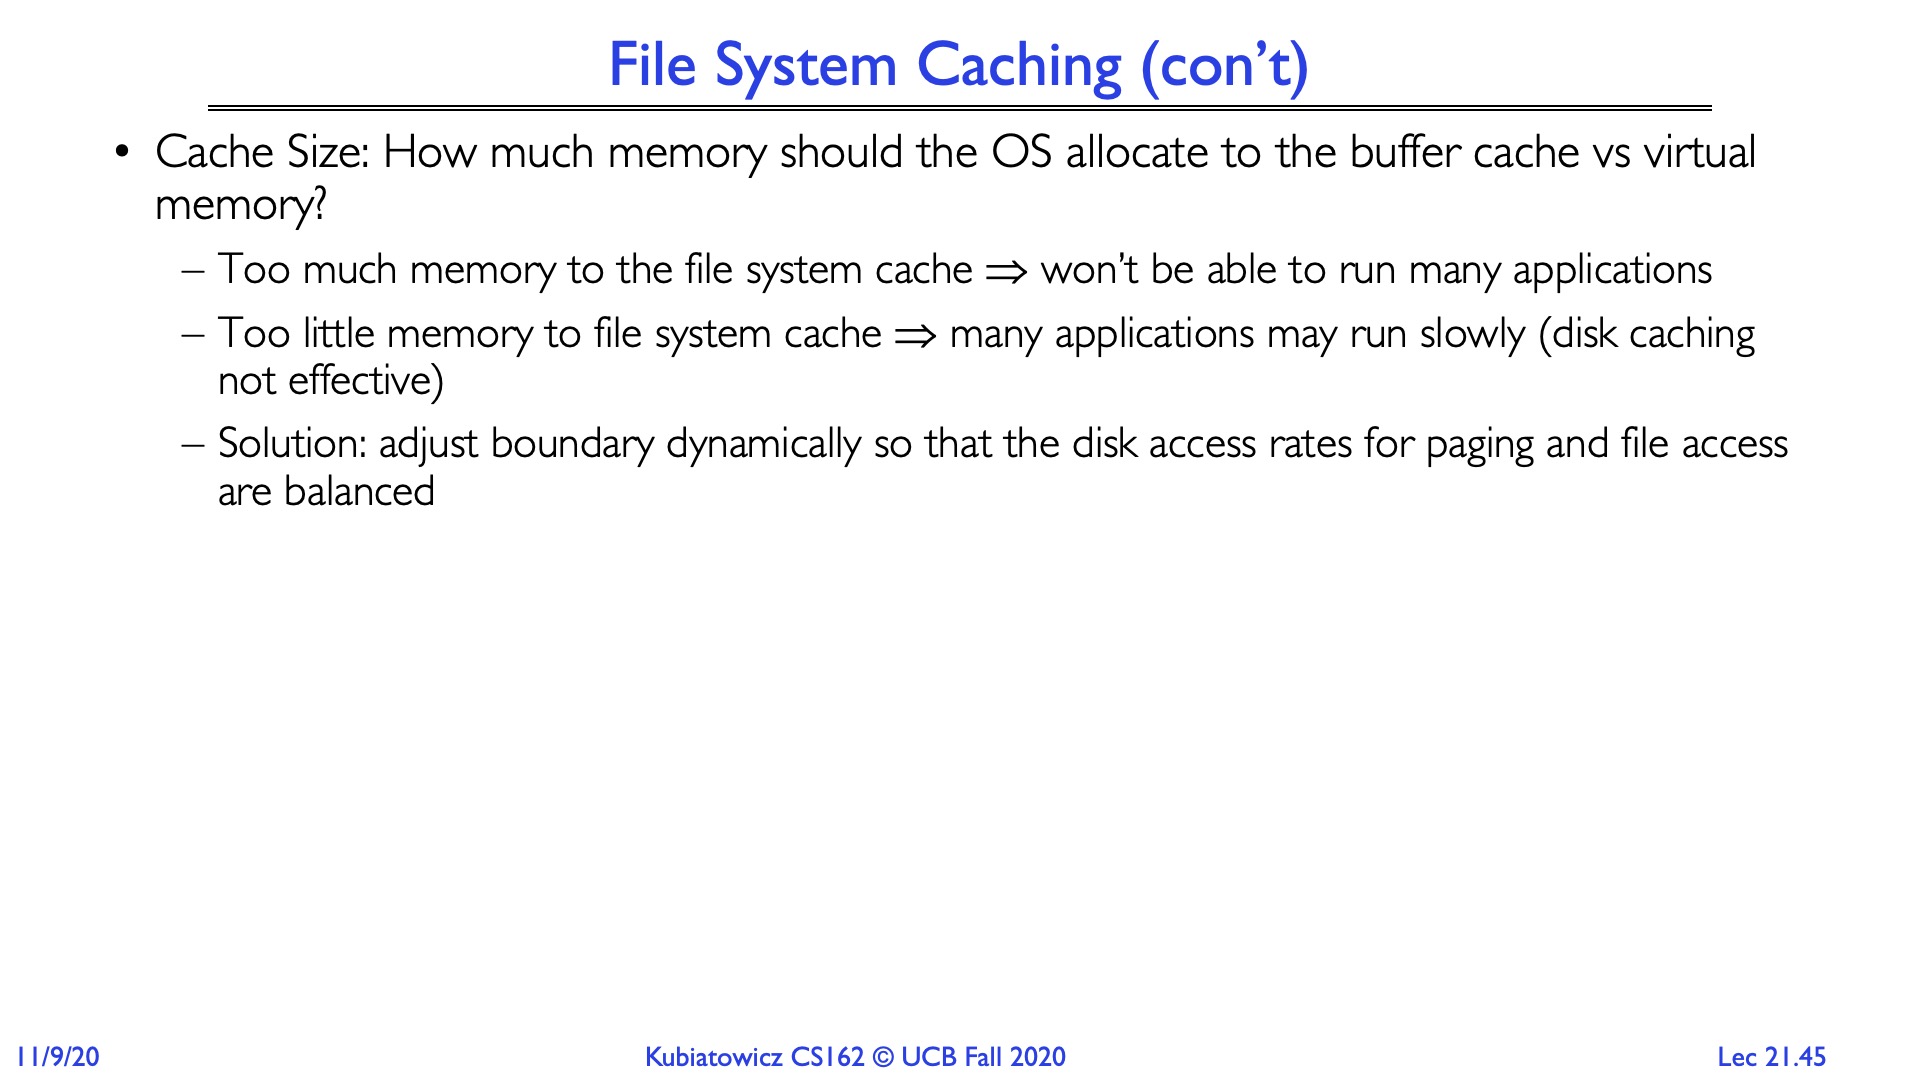 File System Caching (con’t)
• Cache Size: How much memory should the OS allocate to the buffer cache vs virtual
memory?
– Too much memory to the file system cache ⇒ won’t be able to run many applications
– Too little memory to file system cache ⇒ many applications may run slowly (disk caching
not effective)
– Solution: adjust boundary dynamically so that the disk access rates for paging and file access
are balanced
11/9/20
Kubiatowicz CS162 © UCB Fall 2020
Lec 21.45